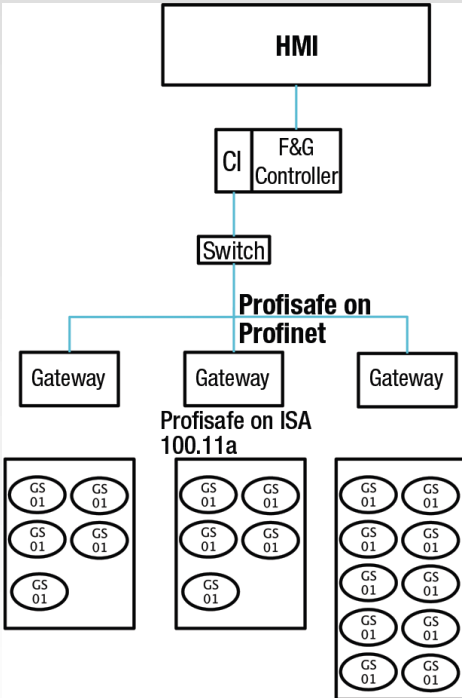 HMI
CI
F&G
Controller
Switch
Profisafe on
Profinet
Gateway
Gateway
Gateway
Profisafe on ISA
100.11a
GS
01
GS
01
GS
01
GS
01
GS
01
GS
01
GS
01
GS
01
GS
01
GS
01
GS
01
GS
01
GS
01
GS
01
GS
01
GS
01
GS
01
GS
01
GS
01
GS
01